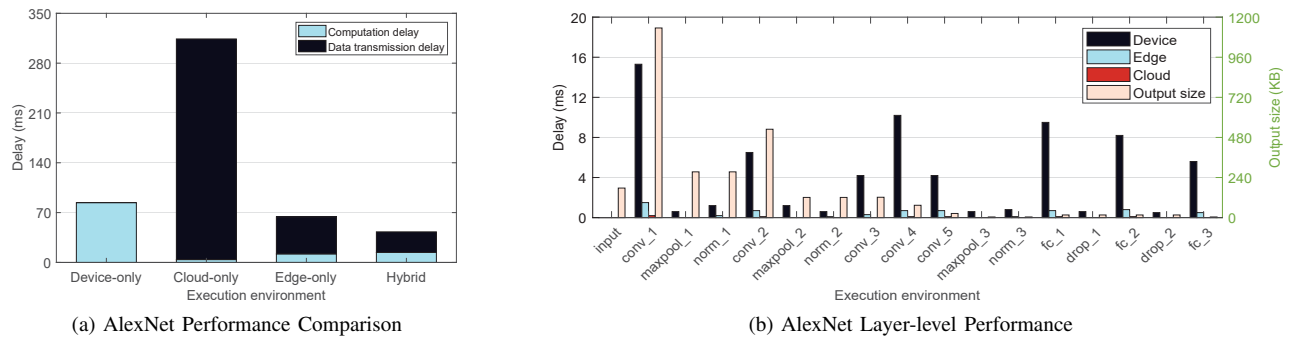 350
280
210
140
70
0
Delay (ms)
Computation delay
Data transmission delay
Device-only
Cloud-only
Edge-only
Hybrid
Execution environment
(a) AlexNet Performance Comparison
20
16
12
8
4
0
Delay (ms)
Device
Edge
Cloud
Output size
1200
960
720
480
240
0
Output size (KB)
input
conv_1
maxpool_1
norm_1
conv_2
maxpool_2
norm_2
conv_3
conv_4
conv_5
maxpool_3
norm_3
fc_1
drop_1
fc_2
drop_2
fc_3
Execution environment
(b) AlexNet Layer-level Performance